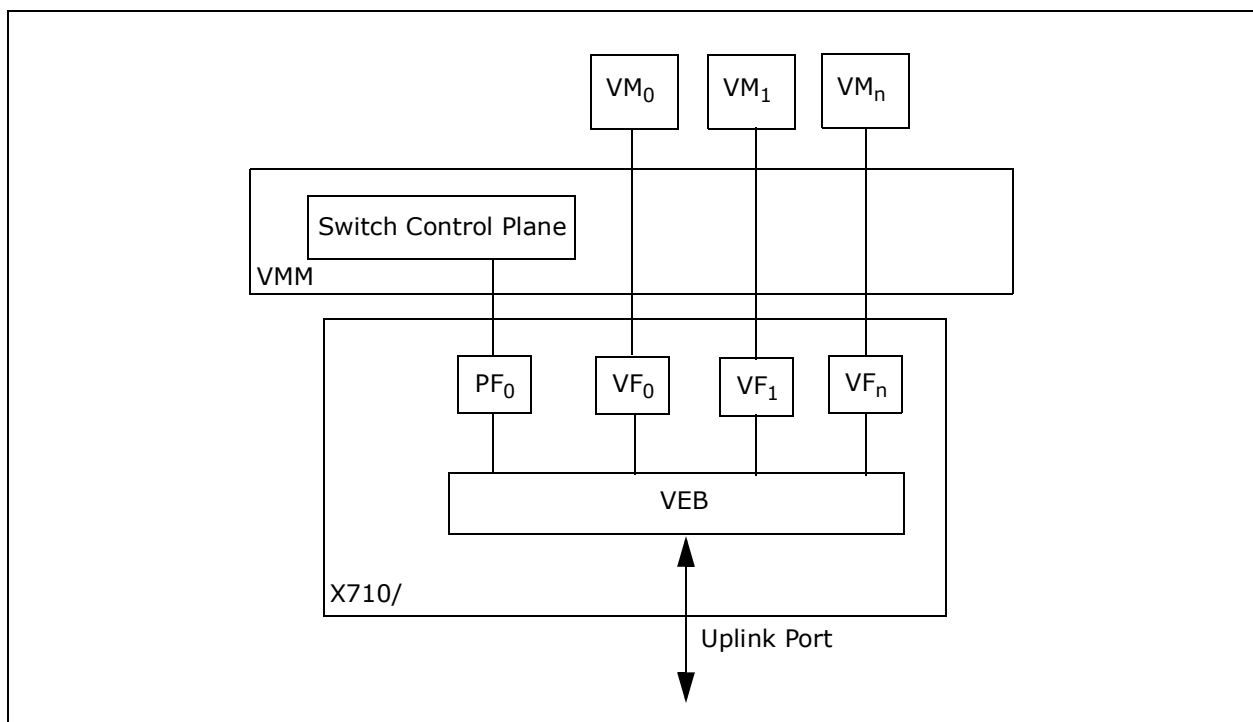 VM0
VM1
VMn
Switch Control Plane
VMM
PF0
VF0
VF1
VFn
VEB
X710/
Uplink Port